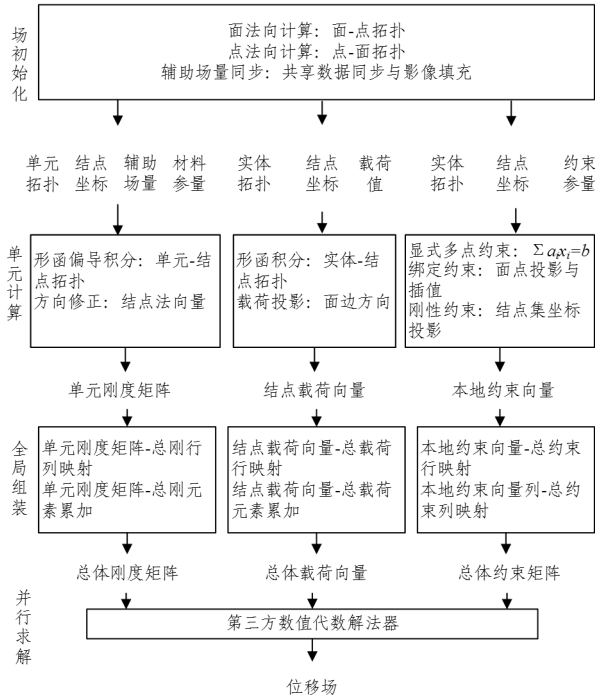 场初始化
面法向计算：面-点拓扑
点法向计算：点-面拓扑
辅助场量同步：共享数据同步与影像填充
单元 结点 辅助 材料
拓扑 坐标 场量 参量
实体 结点 载荷
拓扑 坐标 值
实体 结点 约束
拓扑 坐标 参量
单元计算
形函偏导积分：单元-结
点拓扑
方向修正：结点法向量
形函积分：实体-结
点拓扑
载荷投影：面边方向
显式多点约束：Σaᵢxᵢ=b
绑定约束：面点投影与
插值
刚性约束：结点集坐标
投影
单元刚度矩阵
结点载荷向量
本地约束向量
全局组装
单元刚度矩阵-总刚行
列映射
单元刚度矩阵-总刚元
素累加
结点载荷向量-总载荷
行映射
结点载荷向量-总载荷
元素累加
本地约束向量-总约束
行映射
本地约束向量列-总约
束列映射
总体刚度矩阵
总体载荷向量
总体约束矩阵
并行求解
第三方数值代数解法器
位移场